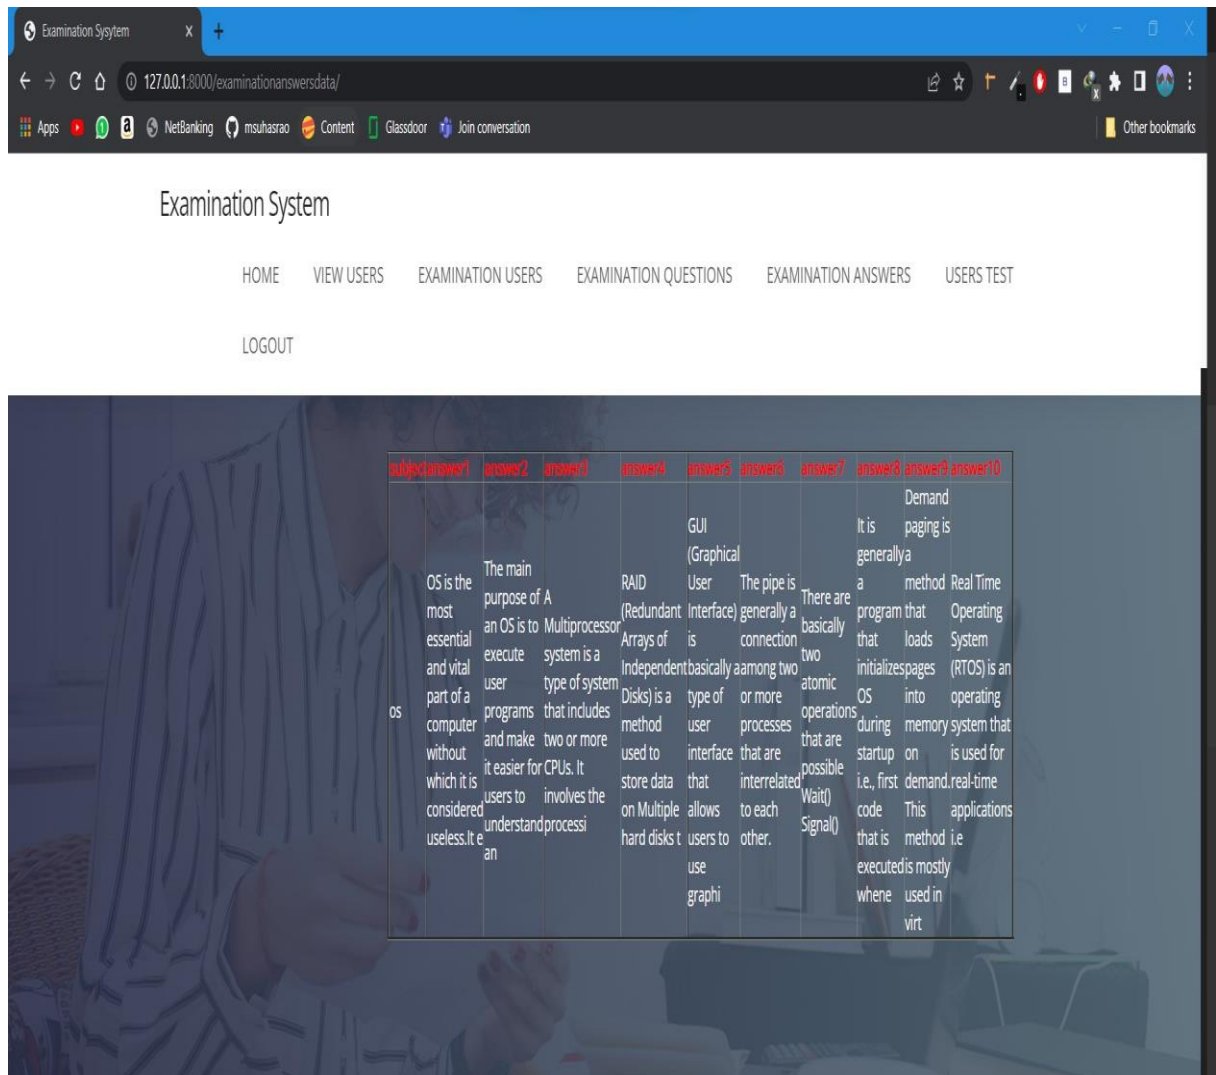 Examination Sysytem
127.0.0.1:8000/examinationanswersdata/
Apps
NetBanking
msuhasrao
Content
Glassdoor
Join conversation
Other bookmarks
Examination System
HOME
VIEW USERS
EXAMINATION USERS
EXAMINATION QUESTIONS
EXAMINATION ANSWERS
USERS TEST
LOGOUT
subject
answer1
answer2
answer3
answer4
answer5
answer6
answer7
answer8
answer9
answer10
os
OS is the
most
essential
and vital
part of a
computer
without
which it is
considered
useless.It e
The main
purpose of
an OS is to
execute
user
programs
and make
it easier for
users to
understand
an
A
Multiprocessor
system is a
type of system
that includes
two or more
CPUs. It
involves the
processi
RAID
(Redundant
Arrays of
Independent
Disks) is a
method
used to
store data
on Multiple
hard disks t
GUI
(Graphical
User
Interface)
is
basically a
type of
user
interface
that
allows
users to
use
graphi
The pipe is
generally a
connection
among two
or more
processes
that are
interrelated
to each
other.
There are
basically
two
atomic
operations
that are
possible
Wait()
Signal()
It is
generally
a
program
that
initializes
OS
during
startup
i.e., first
code
that is
executed
whene
Demand
paging is
a
method
that
loads
pages
into
memory
on
demand.
This
method
is mostly
used in
virt
Real Time
Operating
System
(RTOS) is an
operating
system that
is used for
real-time
applications
i.e